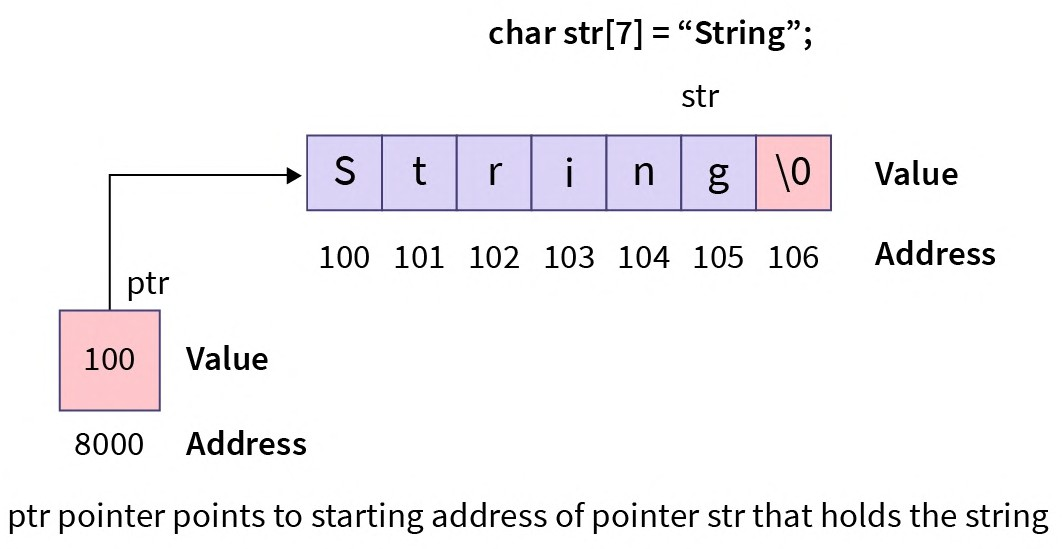 char str[7] = “String”;
str
S t r i n g \0 Value
100 101 102 103 104 105 106 Address
ptr
100 Value
8000 Address
ptr pointer points to starting address of pointer str that holds the string